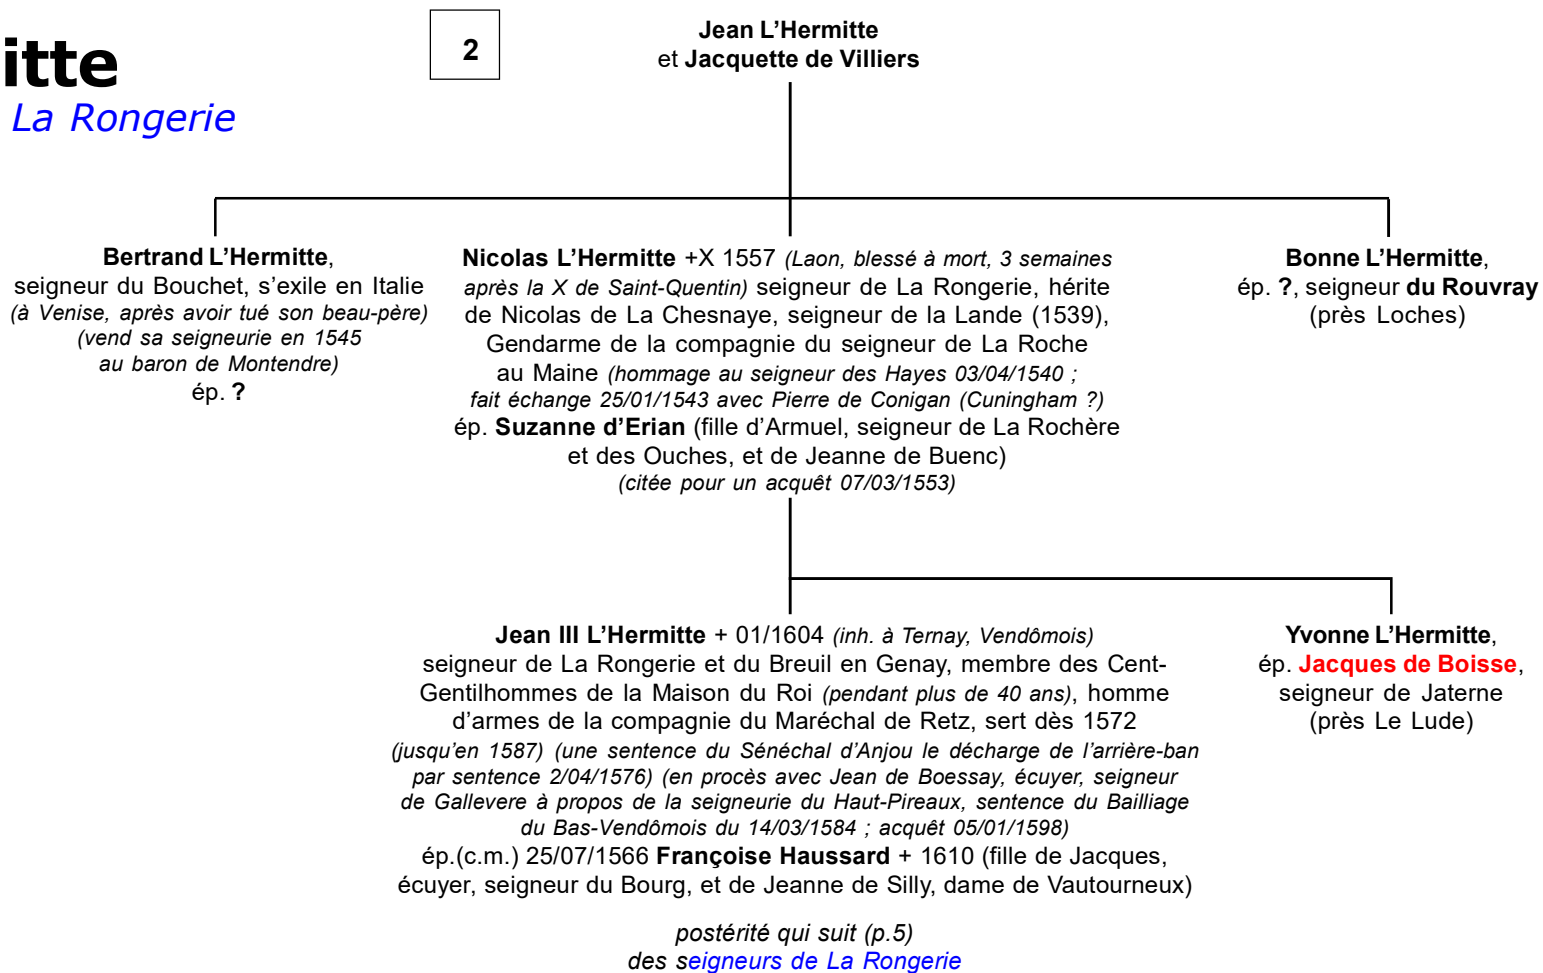 itte
La Rongerie
2
Jean L’Hermitte
et Jacquette de Villiers
Bertrand L’Hermitte,
seigneur du Bouchet, s’exile en Italie
(à Venise, après avoir tué son beau-père)
(vend sa seigneurie en 1545
au baron de Montendre)
ép. ?
Nicolas L’Hermitte +X 1557 (Laon, blessé à mort, 3 semaines
après la X de Saint-Quentin) seigneur de La Rongerie, hérite
de Nicolas de La Chesnaye, seigneur de la Lande (1539),
Gendarme de la compagnie du seigneur de La Roche
au Maine (hommage au seigneur des Hayes 03/04/1540 ;
fait échange 25/01/1543 avec Pierre de Conigan (Cuningham ?)
ép. Suzanne d’Erian (fille d’Armuel, seigneur de La Rochère
et des Ouches, et de Jeanne de Buenc)
(citée pour un acquêt 07/03/1553)
Bonne L’Hermitte,
ép. ?, seigneur du Rouvray
(près Loches)
Jean III L’Hermitte + 01/1604 (inh. à Ternay, Vendômois)
seigneur de La Rongerie et du Breuil en Genay, membre des Cent-
Gentilhommes de la Maison du Roi (pendant plus de 40 ans), homme
d’armes de la compagnie du Maréchal de Retz, sert dès 1572
(jusqu’en 1587) (une sentence du Sénéchal d’Anjou le décharge de l’arrière-ban
par sentence 2/04/1576) (en procès avec Jean de Boessay, écuyer, seigneur
de Gallevere à propos de la seigneurie du Haut-Pireaux, sentence du Bailliage
du Bas-Vendômois du 14/03/1584 ; acquêt 05/01/1598)
ép.(c.m.) 25/07/1566 Françoise Haussard + 1610 (fille de Jacques,
écuyer, seigneur du Bourg, et de Jeanne de Silly, dame de Vautourneux)
Yvonne L’Hermitte,
ép. Jacques de Boisse,
seigneur de Jaterne
(près Le Lude)
postérité qui suit (p.5)
des seigneurs de La Rongerie